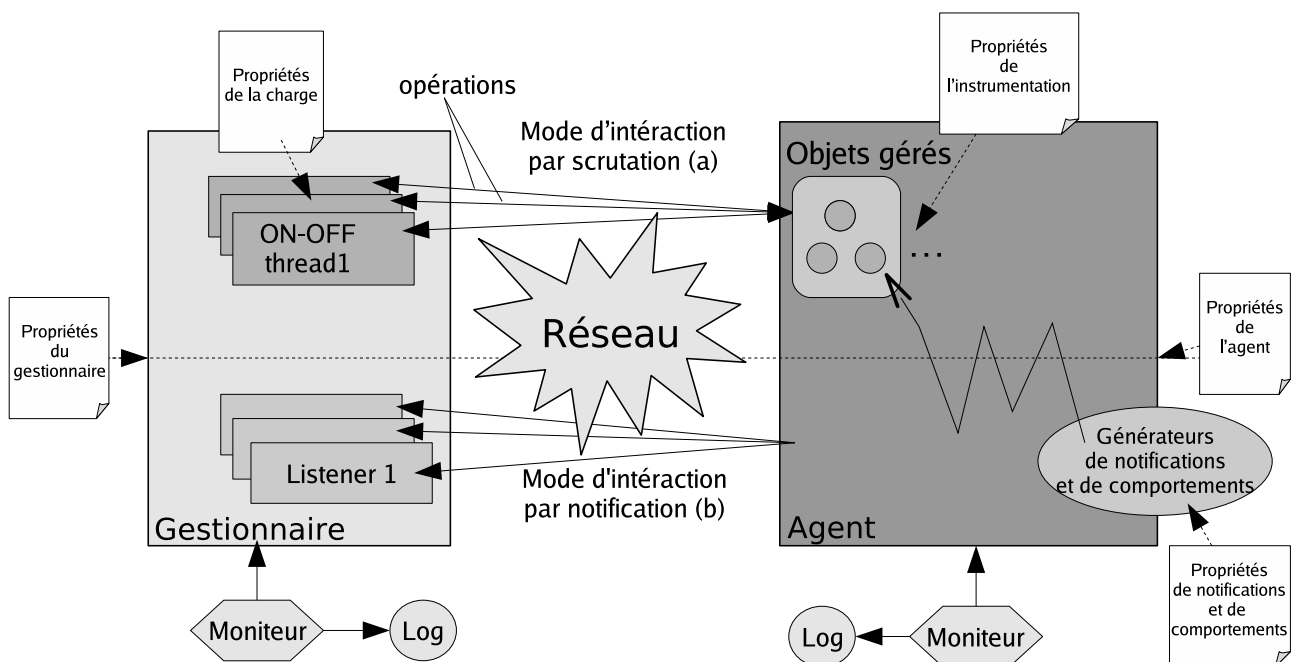 Propriétés
de la charge
opérations
Mode d'intéraction
par scrutation (a)
Propriétés
de
l'instrumentation
Objets gérés
ON-OFF
thread1
...
Réseau
Propriétés
du
gestionnaire
Propriétés
de
l'agent
Listener 1
Gestionnaire
Mode d'intéraction
par notification (b)
Générateurs
de notifications
et de comportements
Agent
Moniteur
Log
Log
Moniteur
Propriétés
de notifications
et de
comportements